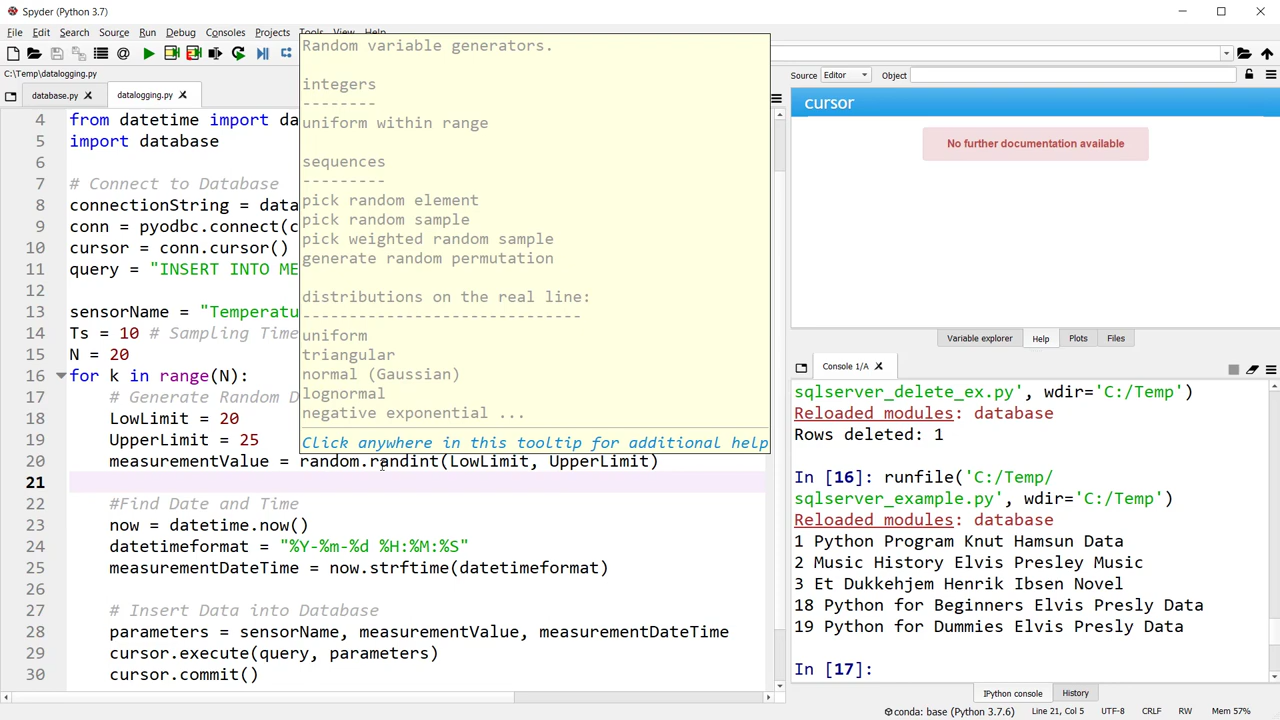 Spyder (Python 3.7)
File Edit Search Source Run Debug Consoles Projects Tools View Help
C:\Temp\datalogging.py
database.py
datalogging.py
4 from datetime import da
5 import database
6
7 # Connect to Database
8 connectionString = data
9 conn = pyodbc.connect(c
10 cursor = conn.cursor()
11 query = "INSERT INTO ME
12
13 sensorName = "Temperatu
14 Ts = 10 # Sampling Time
15 N = 20
16 for k in range(N):
17 # Generate Random D
18 LowLimit = 20
19 UpperLimit = 25
20 measurementValue = random.randint(LowLimit, UpperLimit)
21
22 #Find Date and Time
23 now = datetime.now()
24 datetimeformat = "%Y-%m-%d %H:%M:%S"
25 measurementDateTime = now.strftime(datetimeformat)
26
27 # Insert Data into Database
28 parameters = sensorName, measurementValue, measurementDateTime
29 cursor.execute(query, parameters)
30 cursor.commit()
Random variable generators.
integers
--------
uniform within range
sequences
---------
pick random element
pick random sample
pick weighted random sample
generate random permutation
distributions on the real line:
------------------------------
uniform
triangular
normal (Gaussian)
lognormal
negative exponential ...
Click anywhere in this tooltip for additional help
Source Editor Object
cursor
No further documentation available
Variable explorer Help Plots Files
Console 1/A
sqlserver_delete_ex.py', wdir='C:/Temp')
Reloaded modules: database
Rows deleted: 1
In [16]: runfile('C:/Temp/
sqlserver_example.py', wdir='C:/Temp')
Reloaded modules: database
1 Python Program Knut Hamsun Data
2 Music History Elvis Presley Music
3 Et Dukkehjem Henrik Ibsen Novel
18 Python for Beginners Elvis Presly Data
19 Python for Dummies Elvis Presly Data
In [17]:
IPython console History
conda: base (Python 3.7.6) Line 21, Col 5 UTF-8 CRLF RW Mem 57%